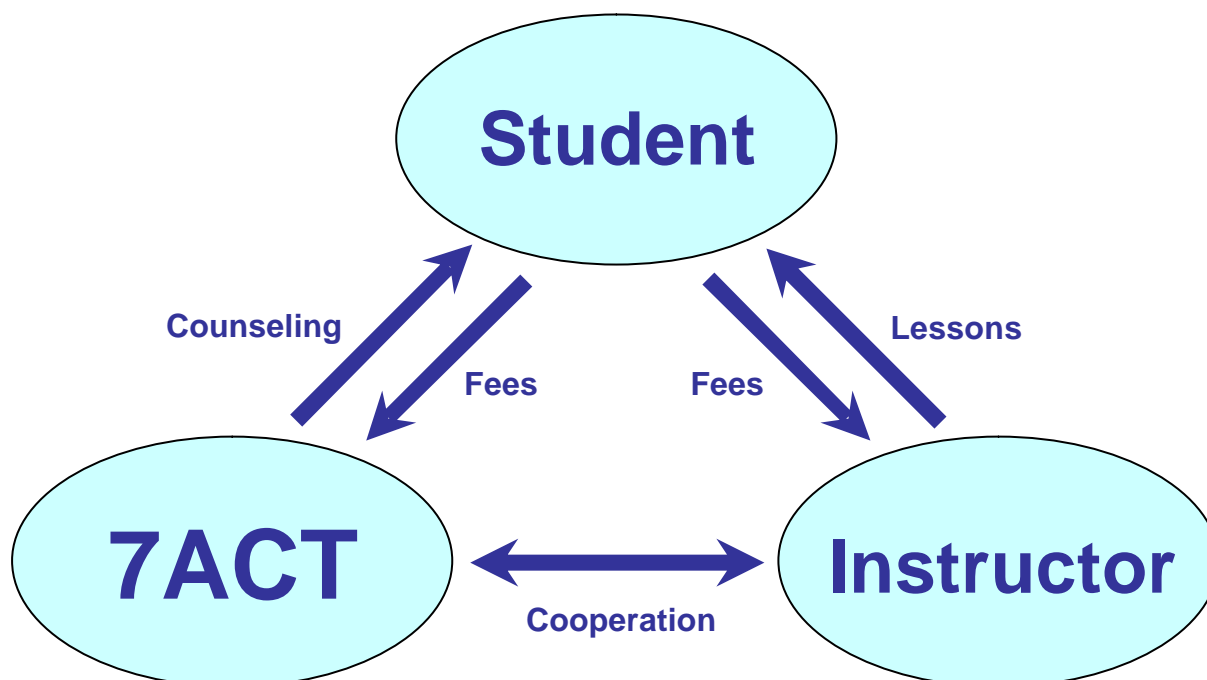 Student
Counseling
Lessons
Fees
Fees
7ACT
Instructor
Cooperation